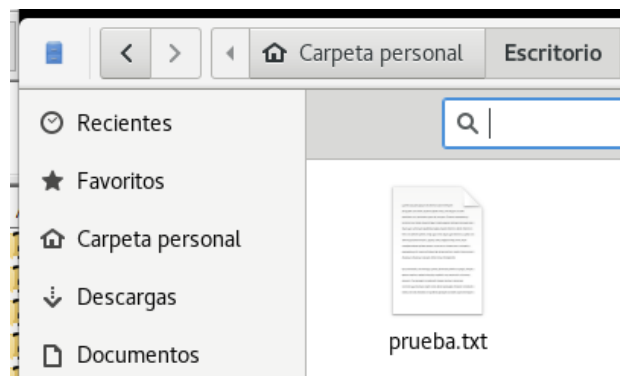 Carpeta personal
Escritorio
Recientes
Favoritos
Carpeta personal
Descargas
Documentos
prueba.txt